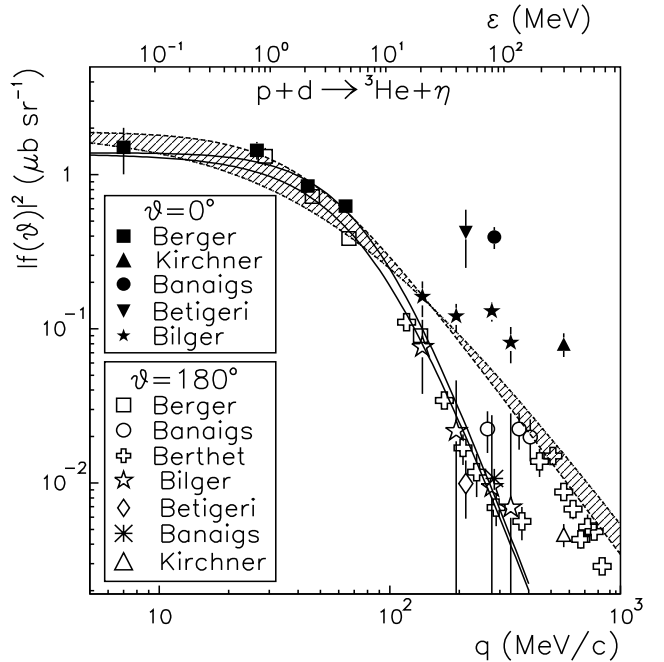 ε (MeV)
10⁻¹ 10⁰ 10¹ 10²
p+d → ³He+η
|f(ϑ)|² (μb sr⁻¹)
1
10⁻¹
10⁻²
ϑ=0°
Berger
Kirchner
Banaigs
Betigeri
Bilger
ϑ=180°
Berger
Banaigs
Berthet
Bilger
Betigeri
Banaigs
Kirchner
10 10² 10³
q (MeV/c)